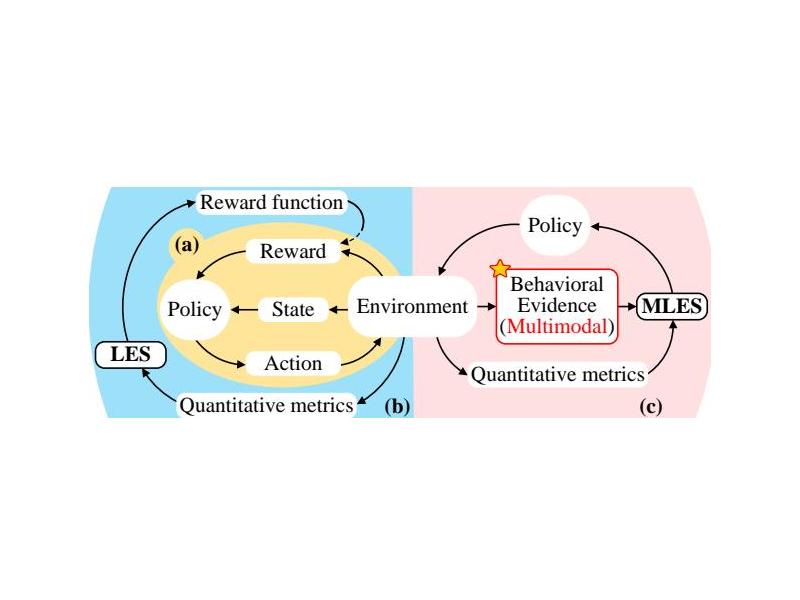 Reward function
(a)
Reward
Policy
State
Environment
Action
LES
Quantitative metrics
(b)
Policy
Behavioral
Evidence
(Multimodal)
MLES
Quantitative metrics
(c)